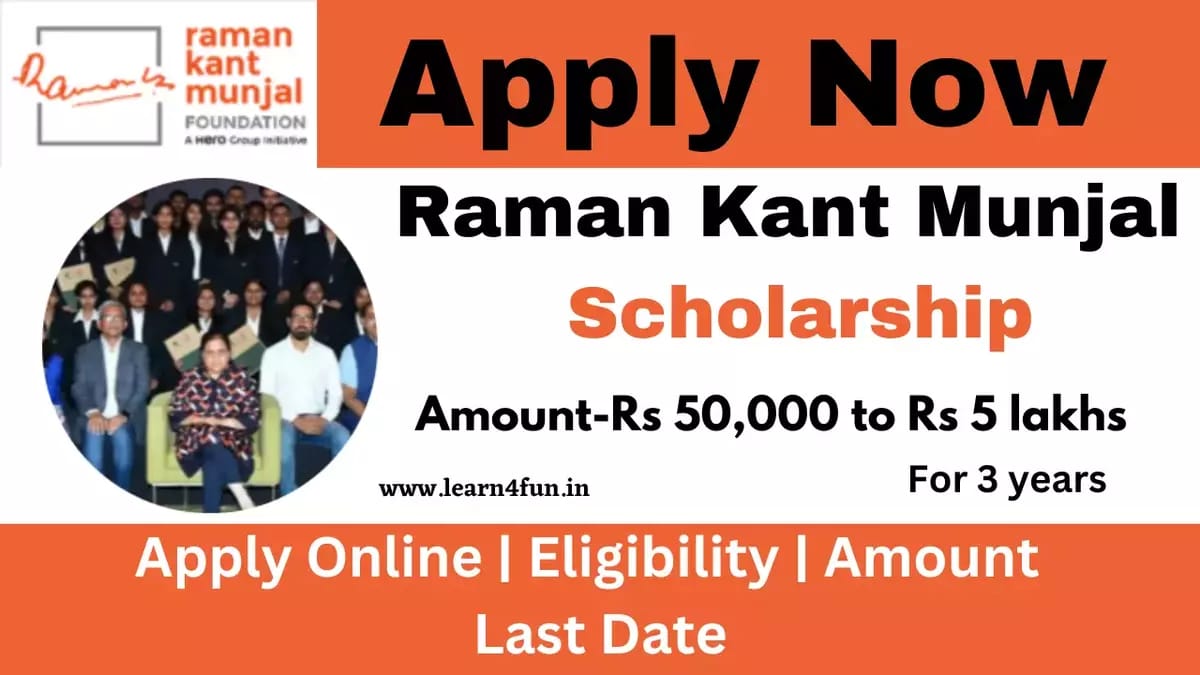 Raman K
raman
kant
munjal
FOUNDATION
A Hero Group Initiative
Apply Now
Raman Kant Munjal
Scholarship
Amount-Rs 50,000 to Rs 5 lakhs
For 3 years
www.learn4fun.in
Apply Online | Eligibility | Amount
Last Date